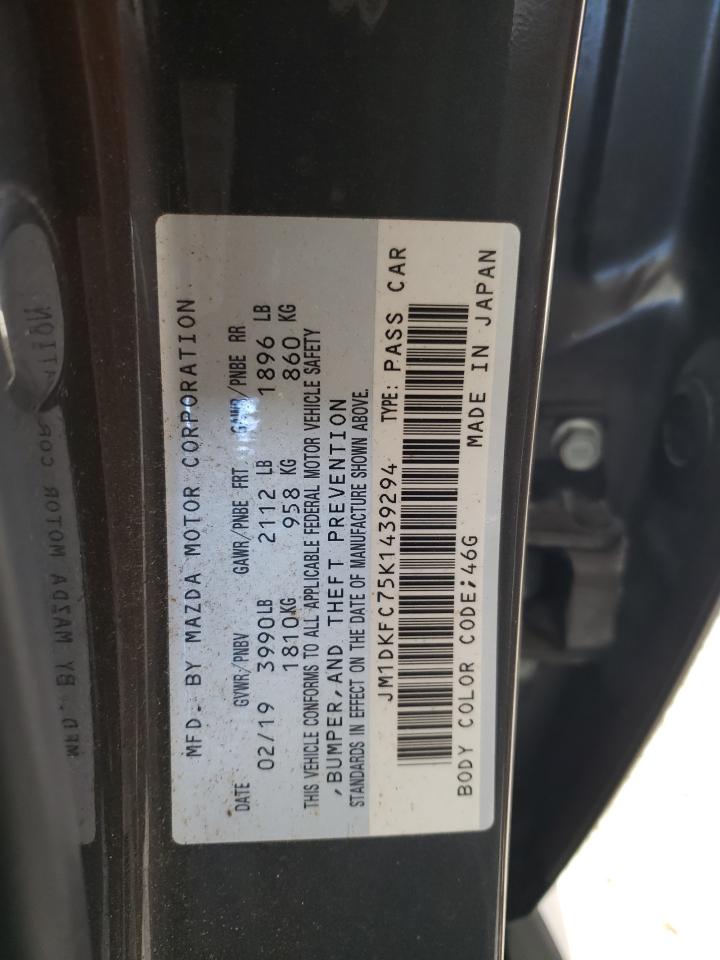 MFD. BY MAZDA MOTOR CORPORATION
DATE GVWR/PNBV GAWR/PNBE FRT GAWR/PNBE RR
02/19 3990LB 2112 LB 1896 LB
1810KG 958 KG 860 KG
THIS VEHICLE CONFORMS TO ALL APPLICABLE FEDERAL MOTOR VEHICLE SAFETY
,BUMPER,AND THEFT PREVENTION
STANDARDS IN EFFECT ON THE DATE OF MANUFACTURE SHOWN ABOVE.
JM1DKFC75K1439294 TYPE: PASS CAR
BODY COLOR CODE;46G MADE IN JAPAN